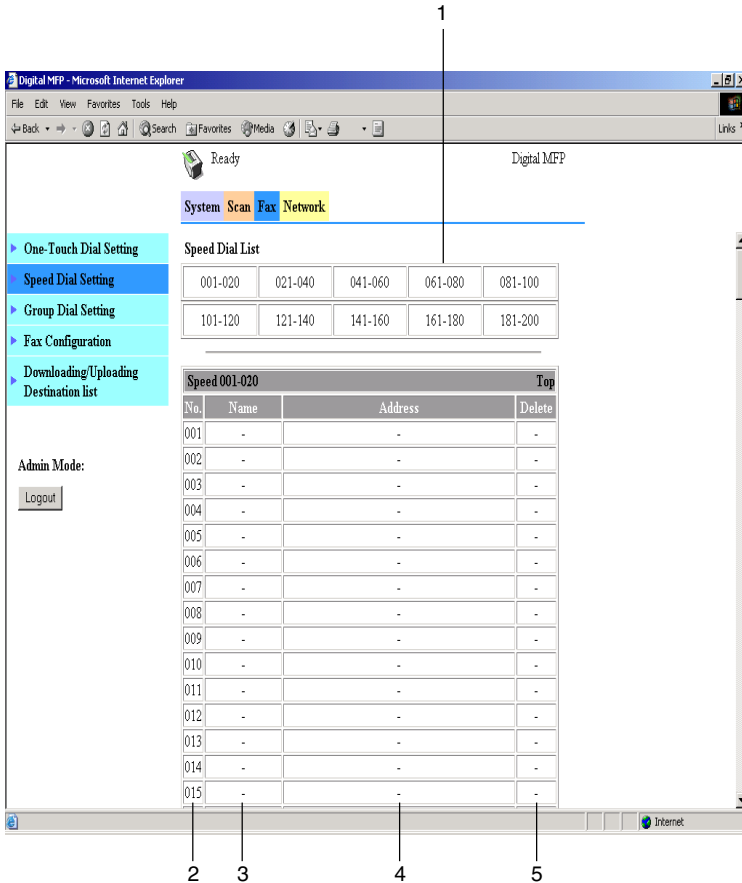 1
Digital MFP - Microsoft Internet Explorer
File Edit View Favorites Tools Help
Back Search Favorites Media Links
Ready Digital MFP
System Scan Fax Network
One-Touch Dial Setting
Speed Dial Setting
Group Dial Setting
Fax Configuration
Downloading/Uploading
Destination list
Admin Mode:
Logout
Speed Dial List
001-020 021-040 041-060 061-080 081-100
101-120 121-140 141-160 161-180 181-200
Speed 001-020 Top
No. Name Address Delete
001 - - -
002 - - -
003 - - -
004 - - -
005 - - -
006 - - -
007 - - -
008 - - -
009 - - -
010 - - -
011 - - -
012 - - -
013 - - -
014 - - -
015 - - -
Internet
2 3 4 5